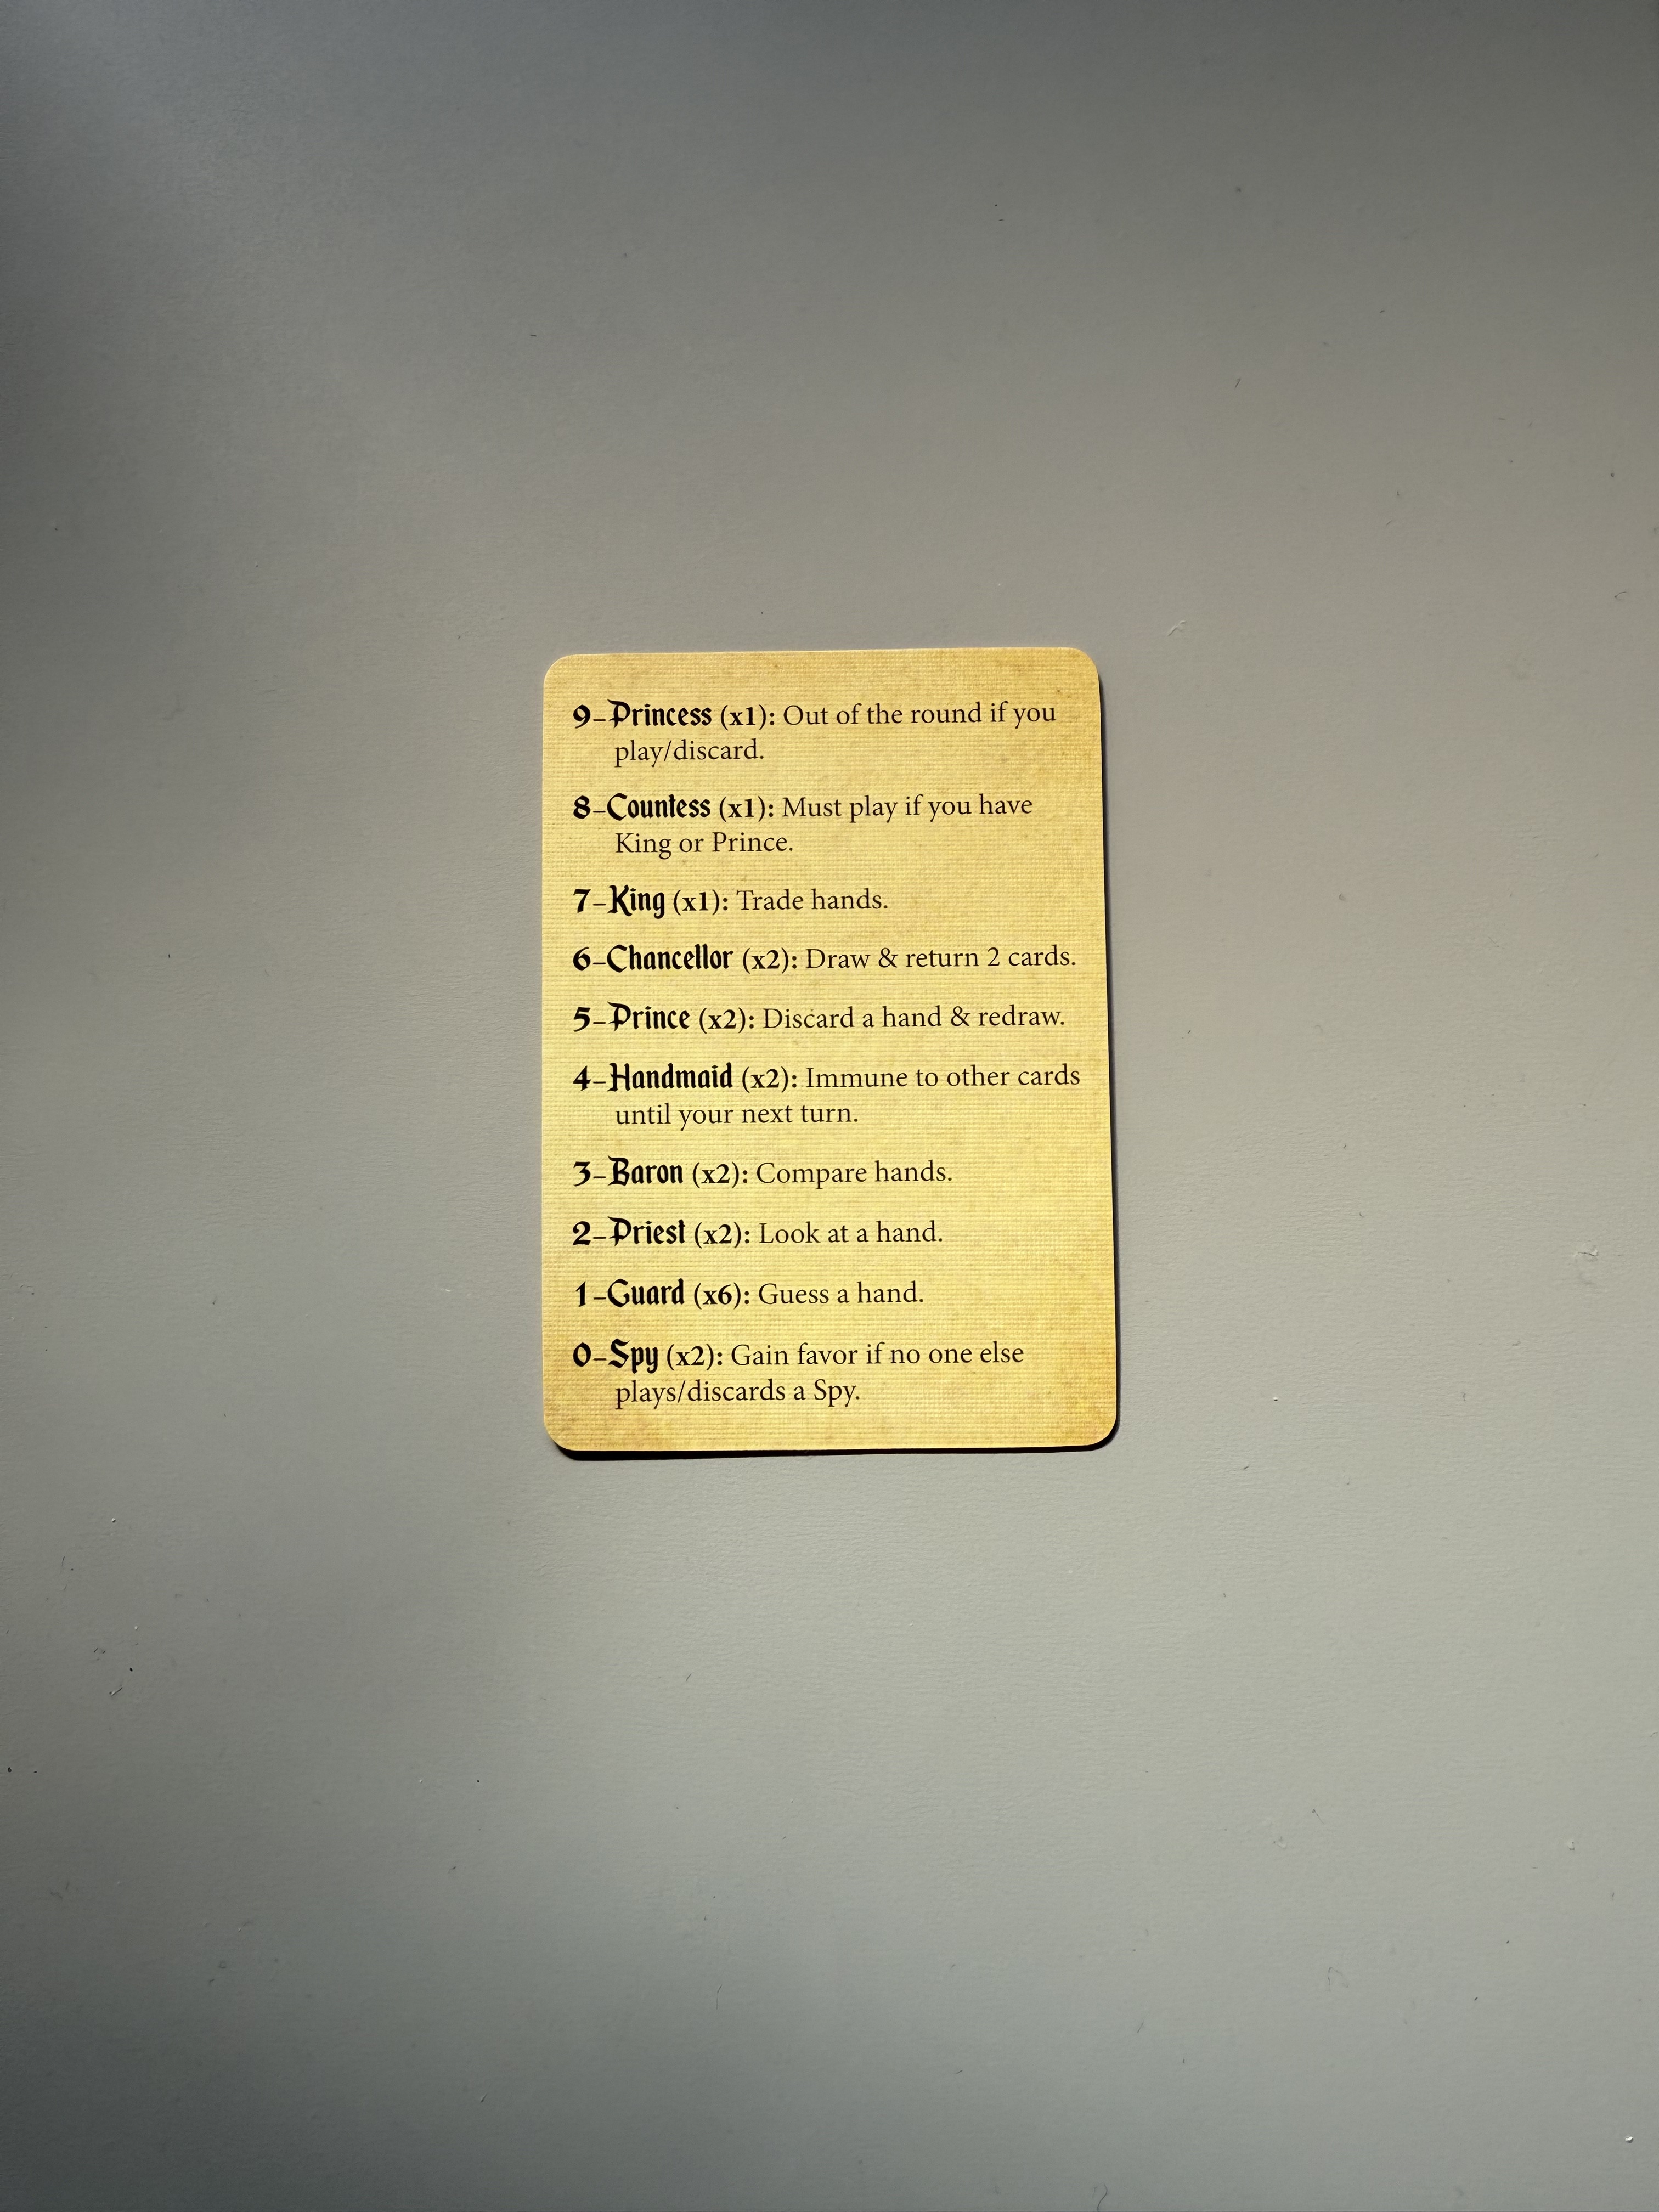 9–Princess (x1): Out of the round if you
play/discard.
8–Countess (x1): Must play if you have
King or Prince.
7–King (x1): Trade hands.
6–Chancellor (x2): Draw & return 2 cards.
5–Prince (x2): Discard a hand & redraw.
4–Handmaid (x2): Immune to other cards
until your next turn.
3–Baron (x2): Compare hands.
2–Priest (x2): Look at a hand.
1–Guard (x6): Guess a hand.
0–Spy (x2): Gain favor if no one else
plays/discards a Spy.